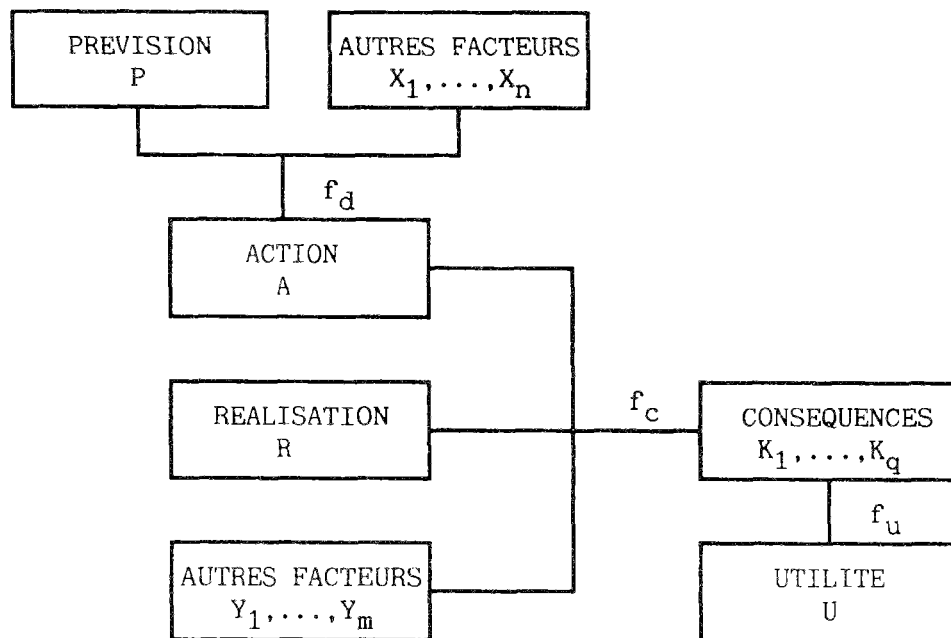 PREVISION
P
AUTRES FACTEURS
X1,...,Xn
fd
ACTION
A
REALISATION
R
fc
CONSEQUENCES
K1,....,Kq
fu
AUTRES FACTEURS
Y1,...,Ym
UTILITE
U